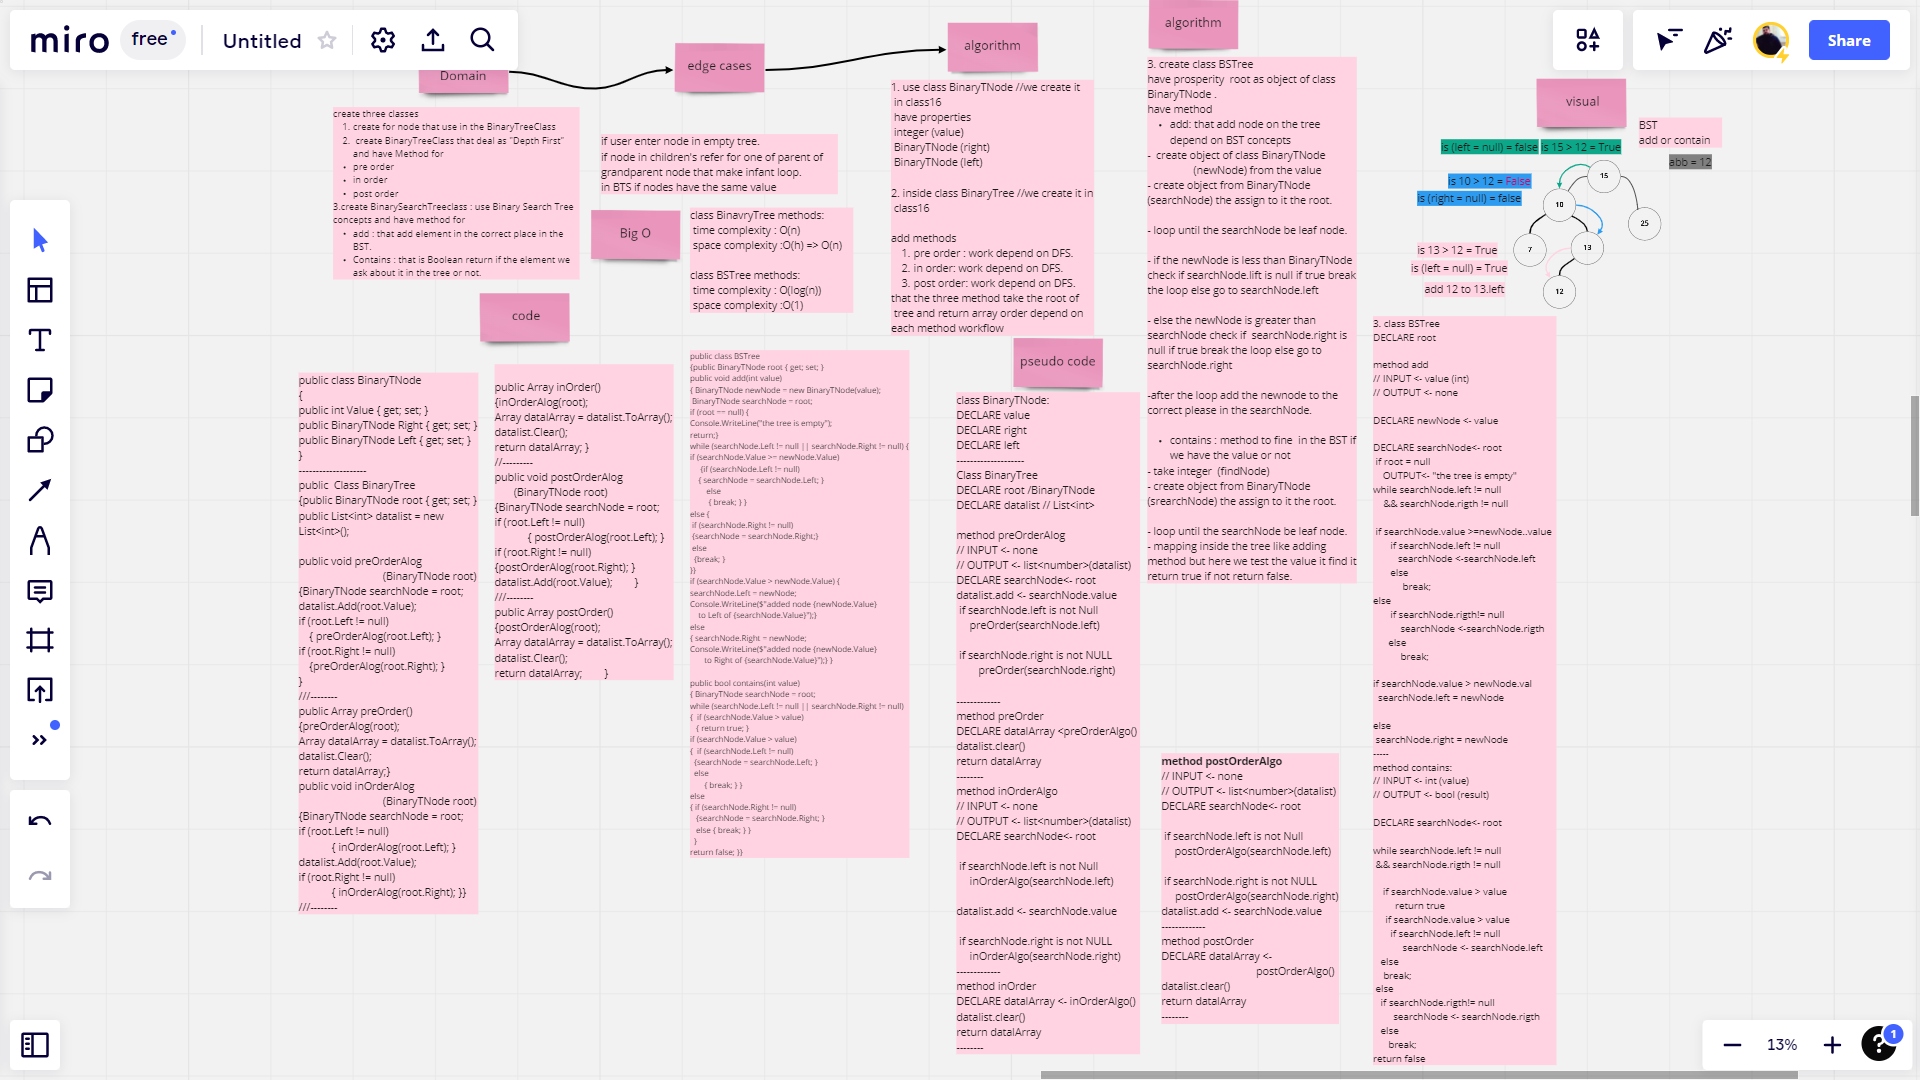 miro
free
Untitled
Share
Domain
edge cases
algorithm
algorithm
visual
create three classes
1. create for node that use in the BinaryTreeClass
2. create BinaryTreeClass that deal as "Depth First"
and have Method for
• pre order
• in order
• post order
3.create BinarySearchTreeclass : use Binary Search Tree
concepts and have method for
• add : that add element in the correct place in the
BST.
• Contains : that is Boolean return if the element we
ask about it in the tree or not.
if user enter node in empty tree.
if node in children's refer for one of parent of
grandparent node that make infant loop.
in BTS if nodes have the same value
Big O
class BinavryTree methods:
time complexity : O(n)
space complexity :O(h) => O(n)
class BSTree methods:
time complexity : O(log(n))
space complexity :O(1)
1. use class BinaryTNode //we create it
in class16
have properties
integer (value)
BinaryTNode (right)
BinaryTNode (left)
2. inside class BinaryTree //we create it in
class16
add methods
1. pre order : work depend on DFS.
2. in order: work depend on DFS.
3. post order: work depend on DFS.
that the three method take the root of
tree and return array order depend on
each method workflow
3. create class BSTree
have prosperity root as object of class
BinaryTNode .
have method
• add: that add node on the tree
depend on BST concepts
- create object of class BinaryTNode
(newNode) from the value
- create object from BinaryTNode
(searchNode) the assign to it the root.
- loop until the searchNode be leaf node.
- if the newNode is less than BinaryTNode
check if searchNode.lift is null if true break
the loop else go to searchNode.left
- else the newNode is greater than
searchNode check if searchNode.right is
null if true break the loop else go to
searchNode.right
-after the loop add the newnode to the
correct please in the searchNode.
• contains : method to fine in the BST if
we have the value or not
- take integer (findNode)
- create object from BinaryTNode
(srearchNode) the assign to it the root.
- loop until the searchNode be leaf node.
- mapping inside the tree like adding
method but here we test the value it find it
return true if not return false.
BST
add or contain
abb = 12
is (left = null) = false
is 15 > 12 = True
is 10 > 12 = False
is (right = null) = false
is 13 > 12 = True
is (left = null) = True
add 12 to 13.left
15
10
25
7
13
12
code
public class BinaryTNode
{
public int Value { get; set; }
public BinaryTNode Right { get; set; }
public BinaryTNode Left { get; set; }
}
--------------------
public Class BinaryTree
{public BinaryTNode root { get; set; }
public List<int> datalist = new
List<int>();
public void preOrderAlog
(BinaryTNode root)
{BinaryTNode searchNode = root;
datalist.Add(root.Value);
if (root.Left != null)
{ preOrderAlog(root.Left); }
if (root.Right != null)
{preOrderAlog(root.Right); }
}
///--------
public Array preOrder()
{preOrderAlog(root;
Array data1Array = datalist.ToArray();
datalist.Clear();
return data1Array;}
public void inOrderAlog
(BinaryTNode root)
{BinaryTNode searchNode = root;
if (root.Left != null)
{ inOrderAlog(root.Left); }
datalist.Add(root.Value);
if (root.Right != null)
{ inOrderAlog(root.Right); }}
///--------
public Array inOrder()
{inOrderAlog(root);
Array data1Array = datalist.ToArray();
datalist.Clear();
return data1Array; }
//---------
public void postOrderAlog
(BinaryTNode root)
{BinaryTNode searchNode = root;
if (root.Left != null)
{ postOrderAlog(root.Left); }
if (root.Right != null)
{postOrderAlog(root.Right); }
datalist.Add(root.Value); }
///--------
public Array postOrder()
{postOrderAlog(root);
Array data1Array = datalist.ToArray();
datalist.Clear();
return data1Array; }
public class BSTree
{public BinaryTNode root { get; set; }
public void add(int value)
{ BinaryTNode newNode = new BinaryTNode(value);
BinaryTNode searchNode = root;
if (root == null) {
Console.WriteLine("the tree is empty");
return;}
while (searchNode.Left != null || searchNode.Right != null) {
if (searchNode.Value >= newNode.Value)
{if (searchNode.Left != null)
{ searchNode = searchNode.Left; }
else
{ break; } }
else {
if (searchNode.Right != null)
{searchNode = searchNode.Right;}
else
{break; }
}}
if (searchNode.Value > newNode.Value) {
searchNode.Left = newNode;
Console.WriteLine($"added node {newNode.Value}
to Left of {searchNode.Value}");}
else
{ searchNode.Right = newNode;
Console.WriteLine($"added node {newNode.Value}
to Right of {searchNode.Value}");} }
public bool contains(int value)
{ BinaryTNode searchNode = root;
while (searchNode.Left != null || searchNode.Right != null)
{ if (searchNode.Value > value)
{ return true; }
if (searchNode.Value > value)
{ if (searchNode.Left != null)
{searchNode = searchNode.Left; }
else
{ break; } }
else
{ if (searchNode.Right != null)
{searchNode = searchNode.Right; }
else { break; } }
}
return false; }}
pseudo code
class BinaryTNode:
DECLARE value
DECLARE right
DECLARE left
--------------------
Class BinaryTree
DECLARE root /BinaryTNode
DECLARE datalist // List<int>
method preOrderAlog
// INPUT <- none
// OUTPUT <- list<number>(datalist)
DECLARE searchNode<- root
datalist.add <- searchNode.value
if searchNode.left is not Null
preOrder(searchNode.left)
if searchNode.right is not NULL
preOrder(searchNode.right)
-------------
method preOrder
DECLARE dataIArray <preOrderAlgo()
datalist.clear()
return dataIArray
--------
method inOrderAlgo
// INPUT <- none
// OUTPUT <- list<number>(datalist)
DECLARE searchNode<- root
if searchNode.left is not Null
inOrderAlgo(searchNode.left)
datalist.add <- searchNode.value
if searchNode.right is not NULL
inOrderAlgo(searchNode.right)
-------------
method inOrder
DECLARE dataIArray <- inOrderAlgo()
datalist.clear()
return dataIArray
--------
method postOrderAlgo
// INPUT <- none
// OUTPUT <- list<number>(datalist)
DECLARE searchNode<- root
if searchNode.left is not Null
postOrderAlgo(searchNode.left)
if searchNode.right is not NULL
postOrderAlgo(searchNode.right)
datalist.add <- searchNode.value
-------------
method postOrder
DECLARE dataIArray <-
postOrderAlgo()
datalist.clear()
return dataIArray
--------
3. class BSTree
DECLARE root
method add
// INPUT <- value (int)
// OUTPUT <- none
DECLARE newNode <- value
DECLARE searchNode<- root
if root = null
OUTPUT<- "the tree is empty"
while searchNode.left != null
&& searchNode.rigth != null
if searchNode.value >=newNode..value
if searchNode.left != null
searchNode <-searchNode.left
else
break;
else
if searchNode.rigth!= null
searchNode <-searchNode.rigth
else
break;
if searchNode.value > newNode.val
searchNode.left = newNode
else
searchNode.right = newNode
-----
method contains:
// INPUT <- int (value)
// OUTPUT <- bool (result)
DECLARE searchNode<- root
while searchNode.left != null
&& searchNode.rigth != null
if searchNode.value > value
return true
if searchNode.value > value
if searchNode.left != null
searchNode <- searchNode.left
else
break;
else
if searchNode.rigth!= null
searchNode <- searchNode.rigth
else
break;
return false
13%
1